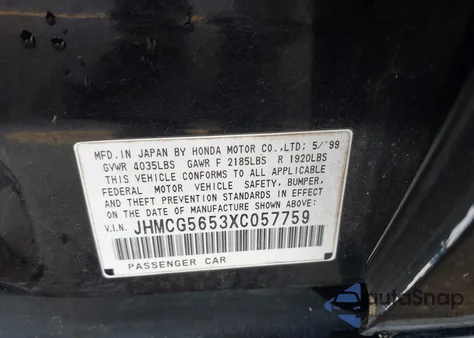 MFD.IN JAPAN BY HONDA MOTOR CO.,LTD; 5/'99
GVWR 4035LBS GAWR F 2185LBS R 1920LBS
THIS VEHICLE CONFORMS TO ALL APPLICABLE
FEDERAL MOTOR VEHICLE SAFETY, BUMPER,
AND THEFT PREVENTION STANDARDS IN EFFECT
ON THE DATE OF MANUFACTURE SHOWN ABOVE.
V.I.N. JHMCG5653XC057759
PASSENGER CAR
autoSnap